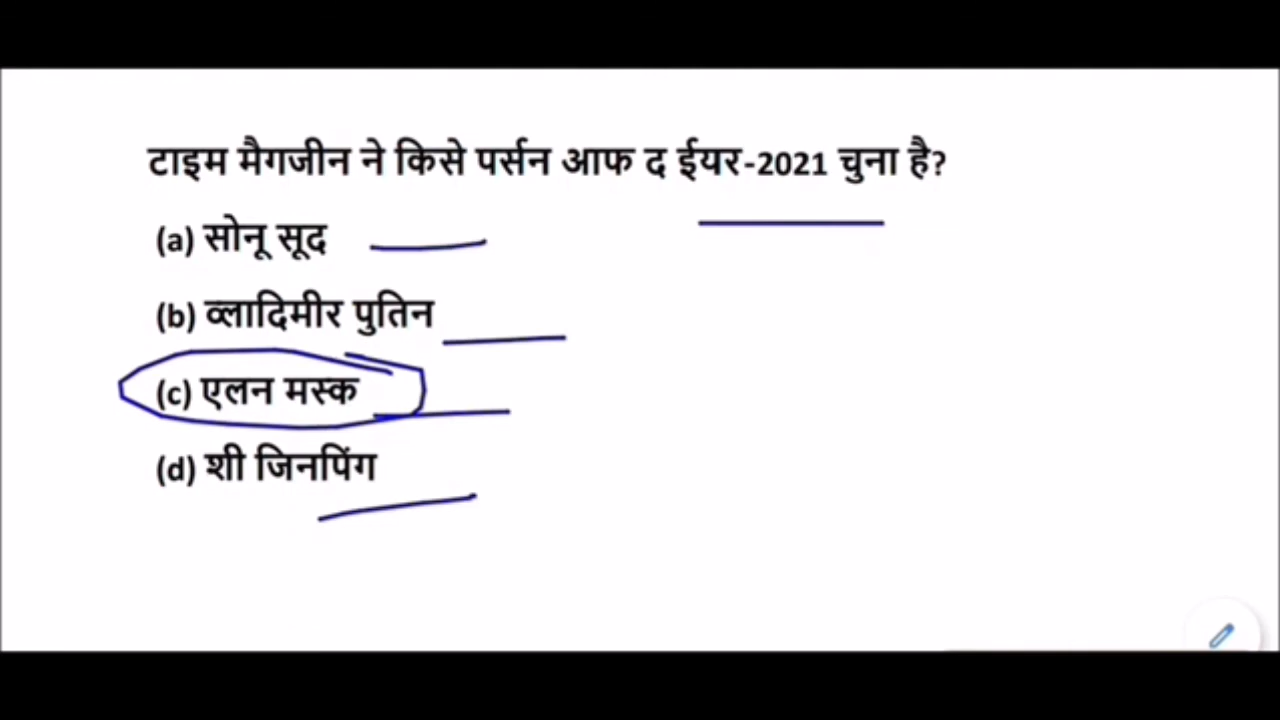 टाइम मैगजीन ने किसे पर्सन आफ द ईयर-2021 चुना है?
(a) सोनू सूद
(b) व्लादिमीर पुतिन
(c) एलन मस्क
(d) शी जिनपिंग